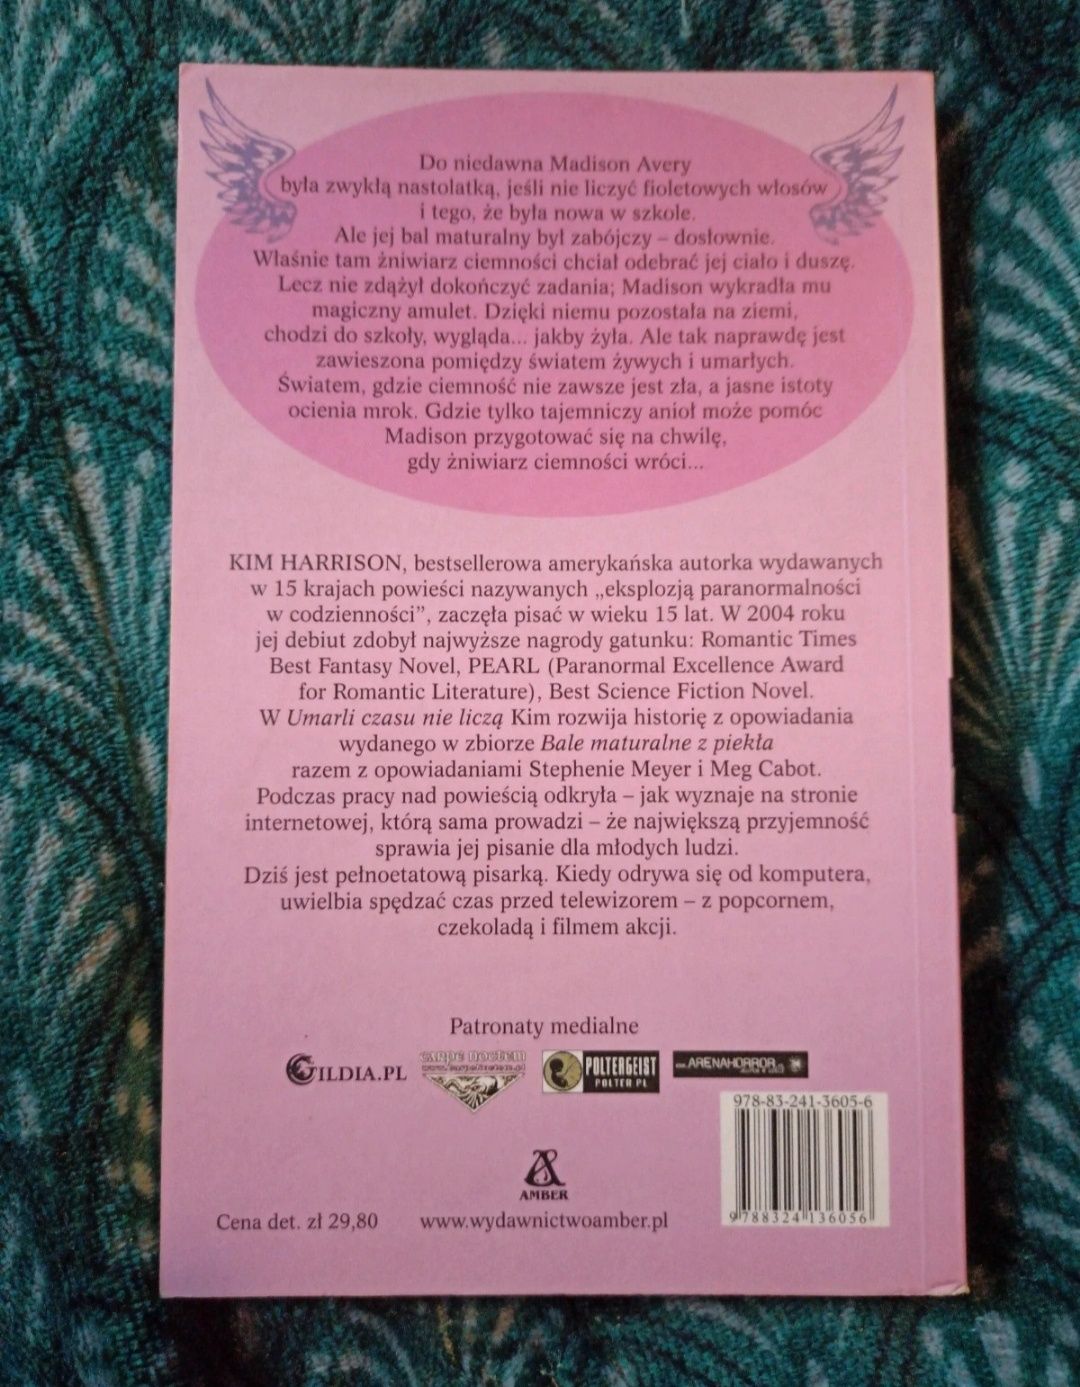 Do niedawna Madison Avery
była zwykłą nastolatką, jeśli nie liczyć fioletowych włosów
i tego, że była nowa w szkole.
Ale jej bal maturalny był zabójczy – dosłownie.
Właśnie tam żniwiarz ciemności chciał odebrać jej ciało i duszę.
Lecz nie zdążył dokończyć zadania; Madison wykradła mu
magiczny amulet. Dzięki niemu pozostała na ziemi,
chodzi do szkoły, wygląda... jakby żyła. Ale tak naprawdę jest
zawieszona pomiędzy światem żywych i umarłych.
Światem, gdzie ciemność nie zawsze jest zła, a jasne istoty
ocienia mrok. Gdzie tylko tajemniczy anioł może pomóc
Madison przygotować się na chwilę,
gdy żniwiarz ciemności wróci...
KIM HARRISON, bestsellerowa amerykańska autorka wydawanych
w 15 krajach powieści nazywanych „eksplozją paranormalności
w codzienności”, zaczęła pisać w wieku 15 lat. W 2004 roku
jej debiut zdobył najwyższe nagrody gatunku: Romantic Times
Best Fantasy Novel, PEARL (Paranormal Excellence Award
for Romantic Literature), Best Science Fiction Novel.
W Umarli czasu nie liczą Kim rozwija historię z opowiadania
wydanego w zbiorze Bale maturalne z piekła
razem z opowiadaniami Stephenie Meyer i Meg Cabot.
Podczas pracy nad powieścią odkryła – jak wyznaje na stronie
internetowej, którą sama prowadzi – że największą przyjemność
sprawia jej pisanie dla młodych ludzi.
Dziś jest pełnoetatową pisarką. Kiedy odrywa się od komputera,
uwielbia spędzać czas przed telewizorem – z popcornem,
czekoladą i filmem akcji.
Patronaty medialne
GILDIA.PL
CARPE NOCTEM
POLTERGEIST
POLTER.PL
ARENAHORROR
978-83-241-3605-6
9 788324 136056
AMBER
Cena det. zł 29,80
www.wydawnictwoamber.pl